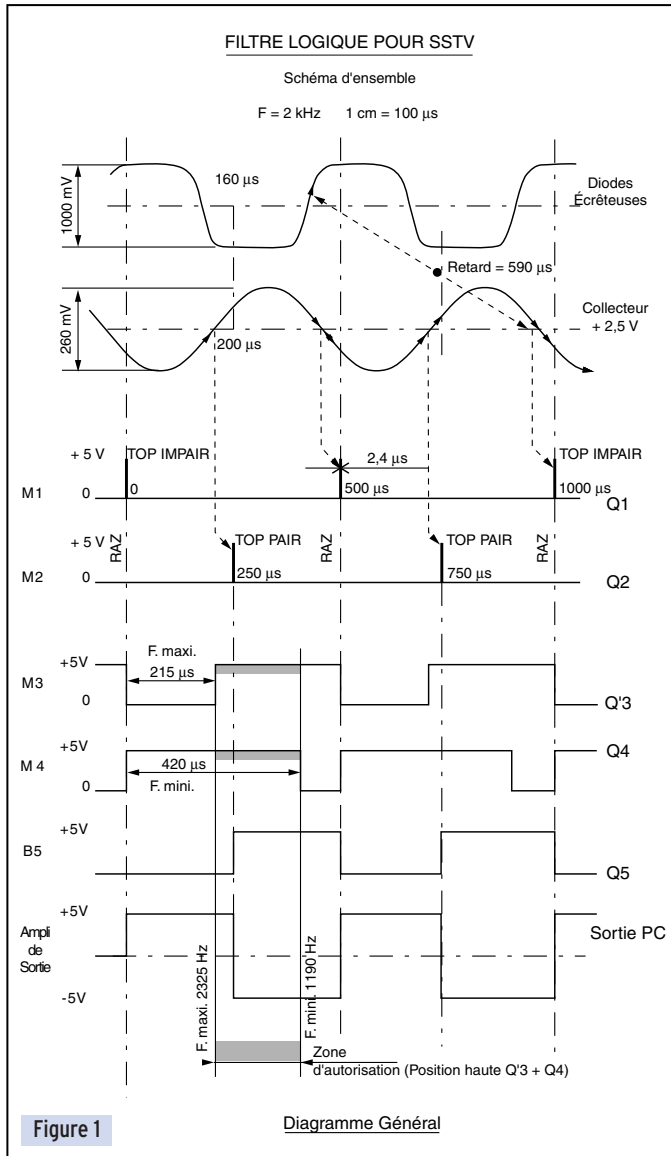 FILTRE LOGIQUE POUR SSTV
Schéma d'ensemble
F = 2 kHz 1 cm = 100 µs
1000 mV
160 µs
Diodes
Écrêteuses
Retard = 590 µs
260 mV
200 µs
Collecteur
+ 2,5 V
M1
+ 5 V
0
TOP IMPAIR
0
2,4 µs
500 µs
TOP IMPAIR
1000 µs
Q1
RAZ
RAZ
RAZ
M2
+ 5 V
0
TOP PAIR
250 µs
TOP PAIR
750 µs
Q2
M3
+5V
0
F. maxi.
215 µs
Q'3
M 4
+5V
0
420 µs
F. mini.
Q4
B5
+5V
Q5
Ampli
de
Sortie
+5V
-5V
Sortie PC
F. maxi. 2325 Hz
F. mini. 1190 Hz
Zone
d'autorisation (Position haute Q'3 + Q4)
Figure 1
Diagramme Général